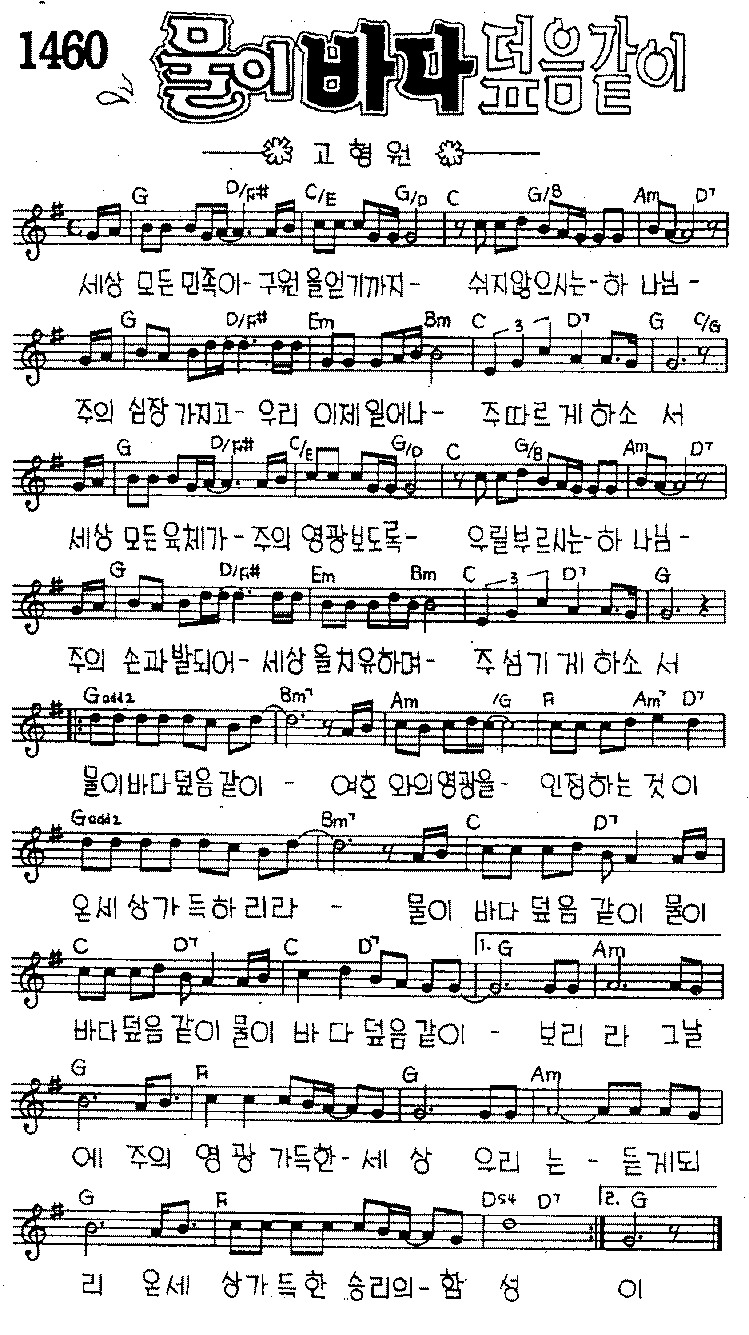 1460 물이 바다 덮음같이
고 형 원
G D/F# C/E G/D C G/B Am D7
세상 모든 민족이- 구원을얻기까지- 쉬지않으시는-하 나님-
G D/F# Em Bm C 3 D7 G C/G
주의 심장 가지고- 우리 이제 일어나- 주따르 게하소 서
G D/F# C/E G/D C G/B Am D7
세상 모든육체가- 주의 영광보도록- 우릴부르시는-하 나님-
G D/F# Em Bm C 3 D7 G
주의 손과발되어- 세상을치유하며- 주 섬기 게 하소 서
Gadd2 Bm7 Am /G F Am7 D7
물이바다덮음같이 - 여호 와의영광을- 인정하는 것 이
Gadd2 Bm7 C D7
온세 상가 득하 리라 - 물이 바다 덮음 같이 물이
C D7 C D7 1. G Am
바다덮음 같이 물이 바 다 덮음같이 - 보리 라 그날
G F G Am
에 주의 영 광 가득한-세 상 우리 는 - 듣게되
G F Dsus4 D7 2. G
리 온세 상가 득한 승리의-함 성 이